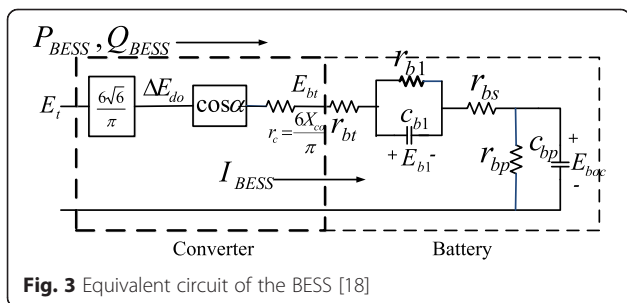 P_BESS, Q_BESS
E_t
6√6/π
ΔE_do
cosα
E_bt
r_c = 6X_co/π
r_bt
r_b1
c_b1
+ E_b1 -
r_bs
r_bp
c_bp
+
E_boc
-
I_BESS
Converter
Battery
Fig. 3 Equivalent circuit of the BESS [18]